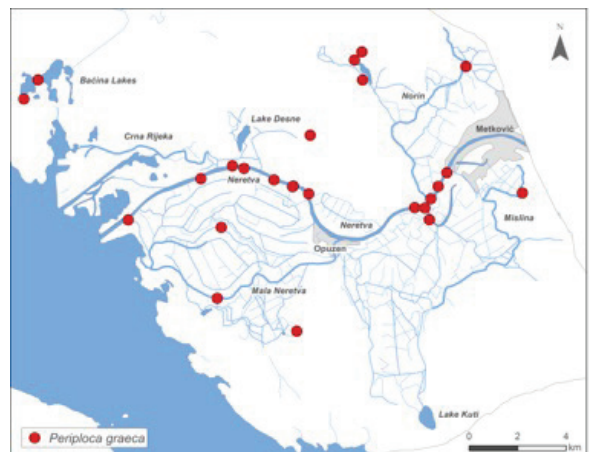 N
Baćina Lakes
Norin
Lake Desne
Crna Rijeka
Metković
Neretva
Mislina
Neretva
Opuzen
Mala Neretva
Lake Kuti
Periploca graeca
0 2 4
km